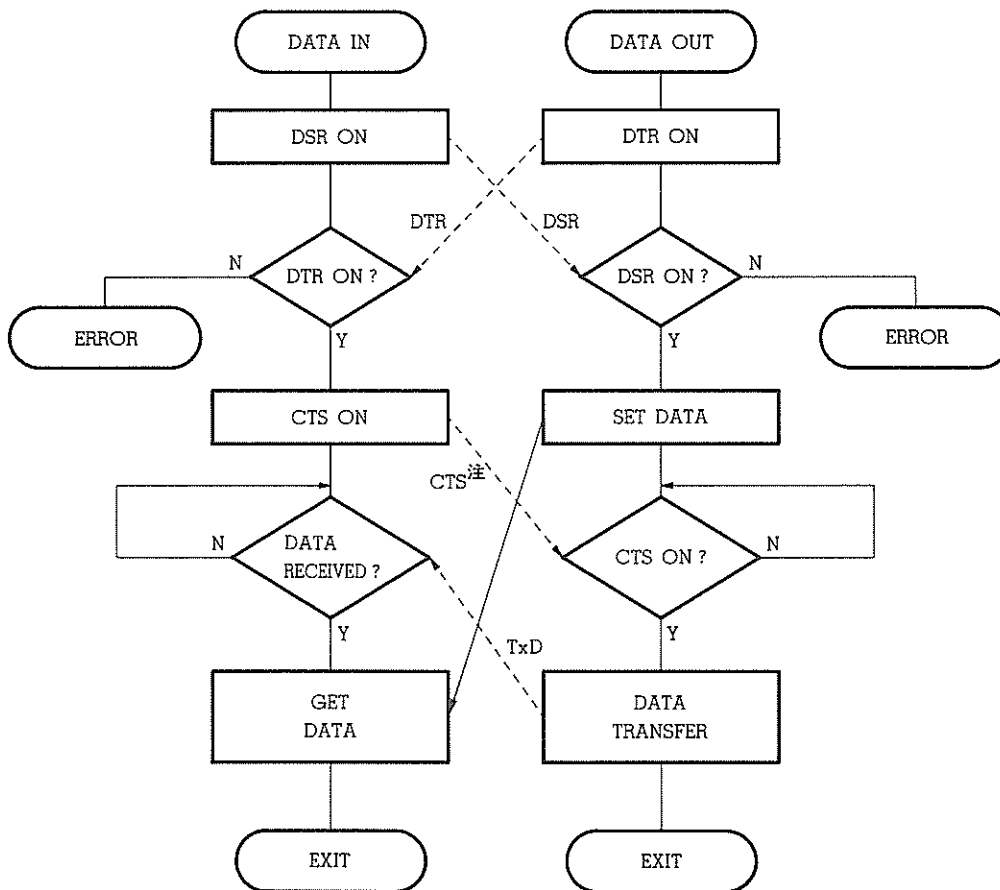 DATA IN
DATA OUT
DSR ON
DTR ON
DTR
DSR
N
DTR ON ?
DSR ON ?
N
ERROR
Y
Y
ERROR
CTS ON
SET DATA
CTS注
N
DATA
RECEIVED ?
CTS ON ?
N
Y
TxD
Y
GET
DATA
DATA
TRANSFER
EXIT
EXIT